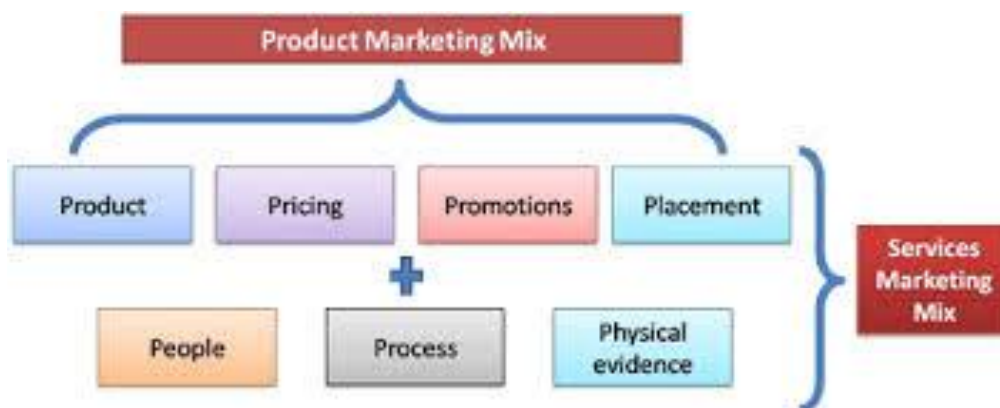 Product Marketing Mix
Product
Pricing
Promotions
Placement
Services
Marketing
Mix
People
Process
Physical
evidence